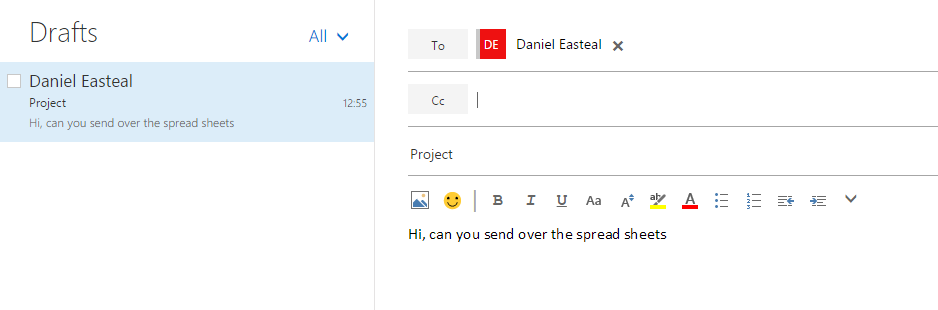 Drafts
All
Daniel Easteal
Project 12:55
Hi, can you send over the spread sheets
To DE Daniel Easteal
Cc
Project
B I U Aa A ab A
Hi, can you send over the spread sheets